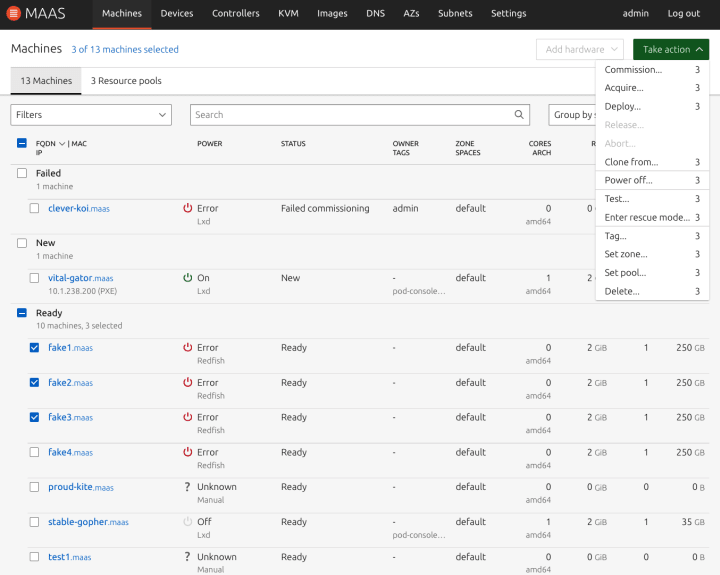 MAAS Machines Devices Controllers KVM Images DNS AZs Subnets Settings admin Log out
Machines 3 of 13 machines selected Add hardware Take action
13 Machines 3 Resource pools
Commission... 3
Acquire... 3
Deploy... 3
Release...
Abort...
Clone from... 3
Power off... 3
Test... 3
Enter rescue mode... 3
Tag... 3
Set zone... 3
Set pool... 3
Delete... 3
Filters Search Group by
FQDN | MAC POWER STATUS OWNER ZONE CORES
IP TAGS SPACES ARCH
Failed
1 machine
clever-koi.maas Error Failed commissioning admin default 0 0
Lxd amd64
New
1 machine
vital-gator.maas On New - default 1 2
10.1.238.200 (PXE) Lxd pod-console... amd64
Ready
10 machines, 3 selected
fake1.maas Error Ready - default 0 2 GiB 1 250 GB
Redfish amd64
fake2.maas Error Ready - default 0 2 GiB 1 250 GB
Redfish amd64
fake3.maas Error Ready - default 0 2 GiB 1 250 GB
Redfish amd64
fake4.maas Error Ready - default 0 2 GiB 1 250 GB
Redfish amd64
proud-kite.maas ? Unknown Ready - default 0 0 GiB 0 0 B
Manual amd64
stable-gopher.maas Off Ready - default 1 2 GiB 1 35 GB
Lxd pod-console... amd64
test1.maas ? Unknown Ready - default 0 0 GiB 0 0 B
Manual amd64